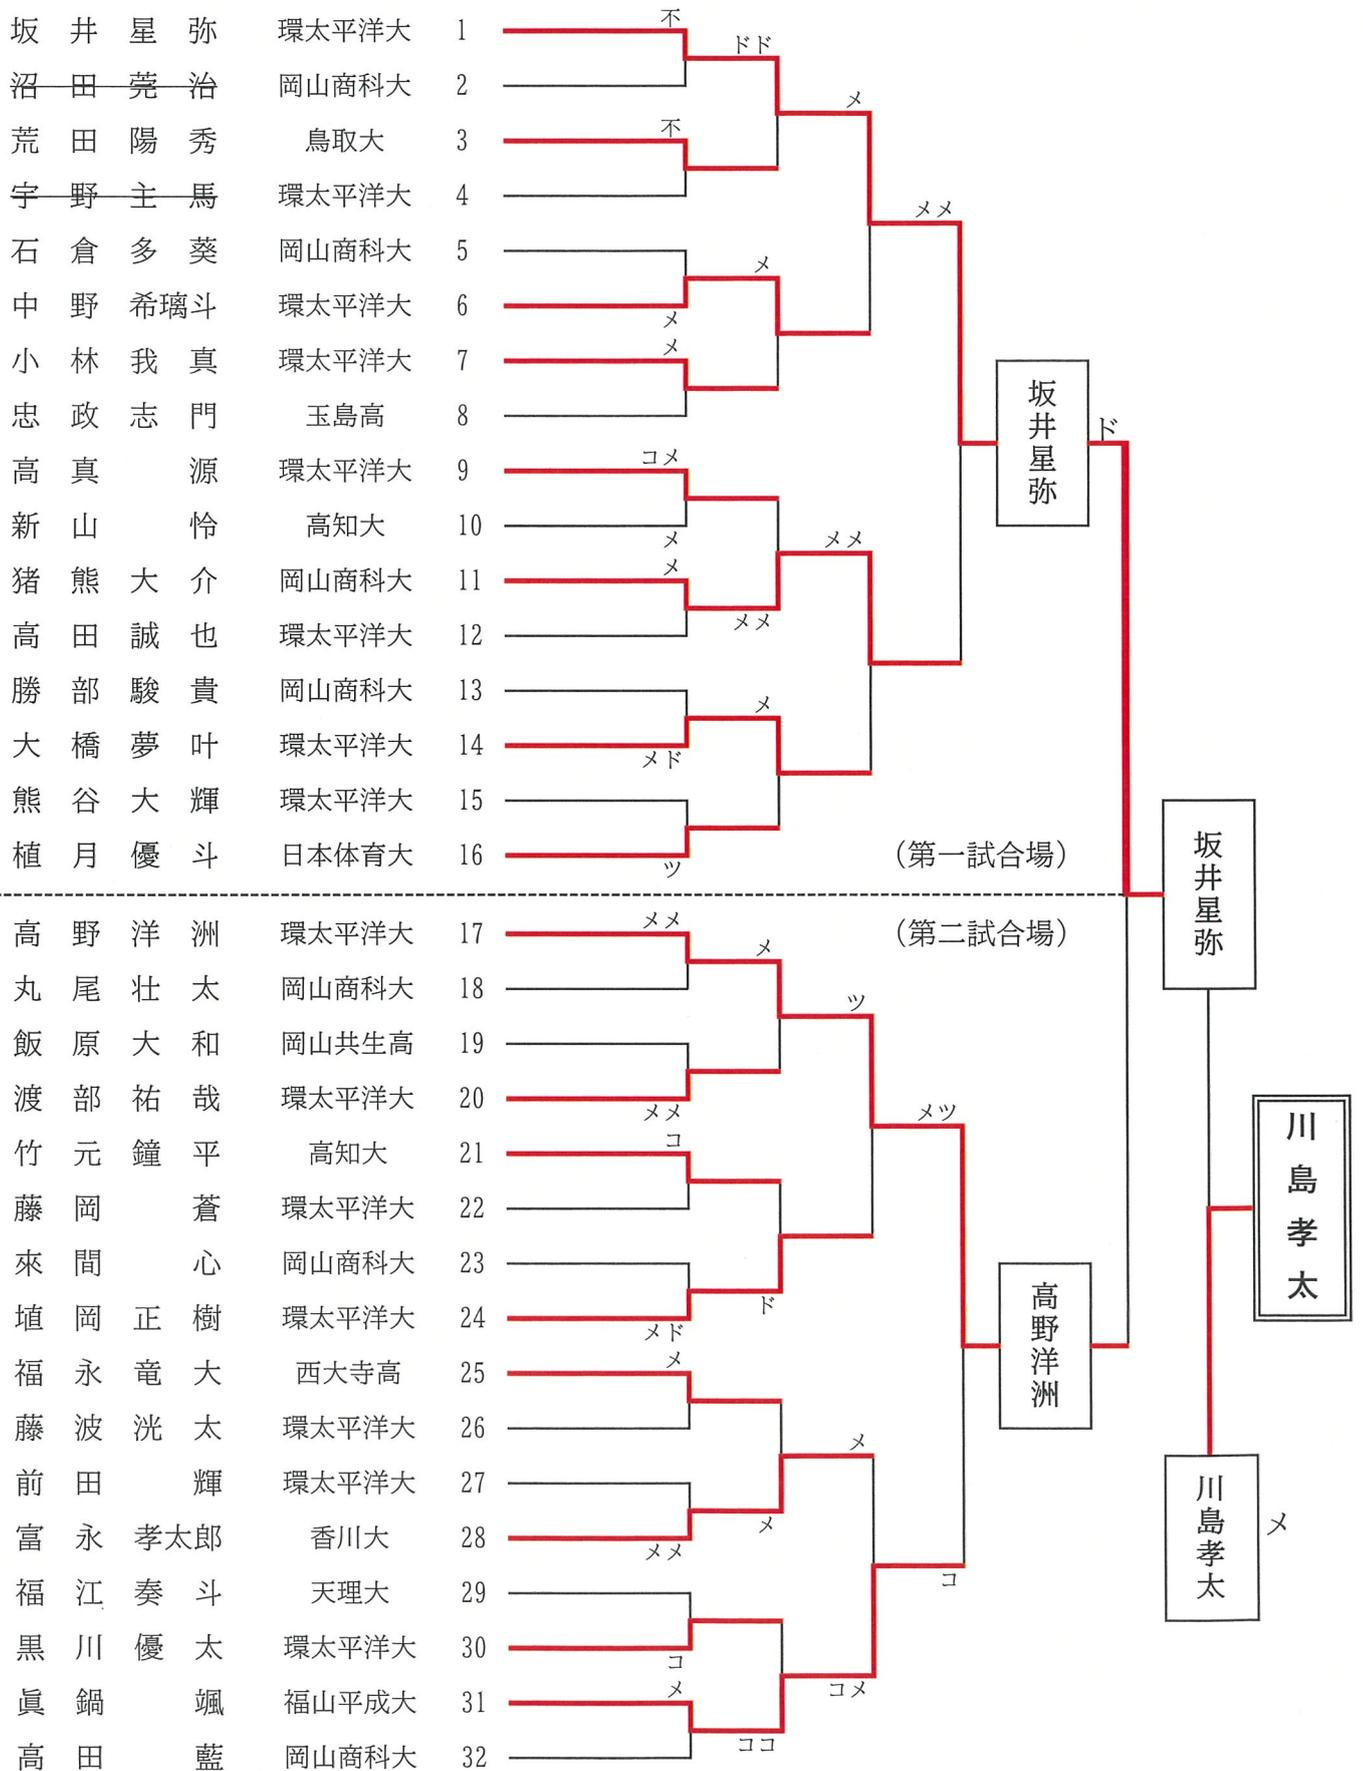 坂井星弥 環太平洋大 1
沼田莞治 岡山商科大 2
荒田陽秀 鳥取大 3
宇野主馬 環太平洋大 4
石倉多葵 岡山商科大 5
中野希璃斗 環太平洋大 6
小林我真 環太平洋大 7
忠政志門 玉島高 8
高真源 環太平洋大 9
新山怜 高知大 10
猪熊大介 岡山商科大 11
高田誠也 環太平洋大 12
勝部駿貴 岡山商科大 13
大橋夢叶 環太平洋大 14
熊谷大輝 環太平洋大 15
植月優斗 日本体育大 16
不
不
メ
メ
コメ
メ
メ
メド
ツ
ドド
メ
メメ
メ
メ
メメ
メメ
坂井星弥
ド
(第一試合場)
(第二試合場)
高野洋洲 環太平洋大 17
丸尾壮太 岡山商科大 18
飯原大和 岡山共生高 19
渡部祐哉 環太平洋大 20
竹元鐘平 高知大 21
藤岡蒼 環太平洋大 22
來間心 岡山商科大 23
埴岡正樹 環太平洋大 24
福永竜大 西大寺高 25
藤波洸太 環太平洋大 26
前田輝 環太平洋大 27
富永孝太郎 香川大 28
福江奏斗 天理大 29
黒川優太 環太平洋大 30
眞鍋颯 福山平成大 31
高田藍 岡山商科大 32
メメ
メメ
コ
メド
メ
メメ
コ
メ
メ
ド
メ
ココ
ツ
メ
コメ
メツ
コ
高野洋洲
坂井星弥
川島孝太
メ
川島孝太